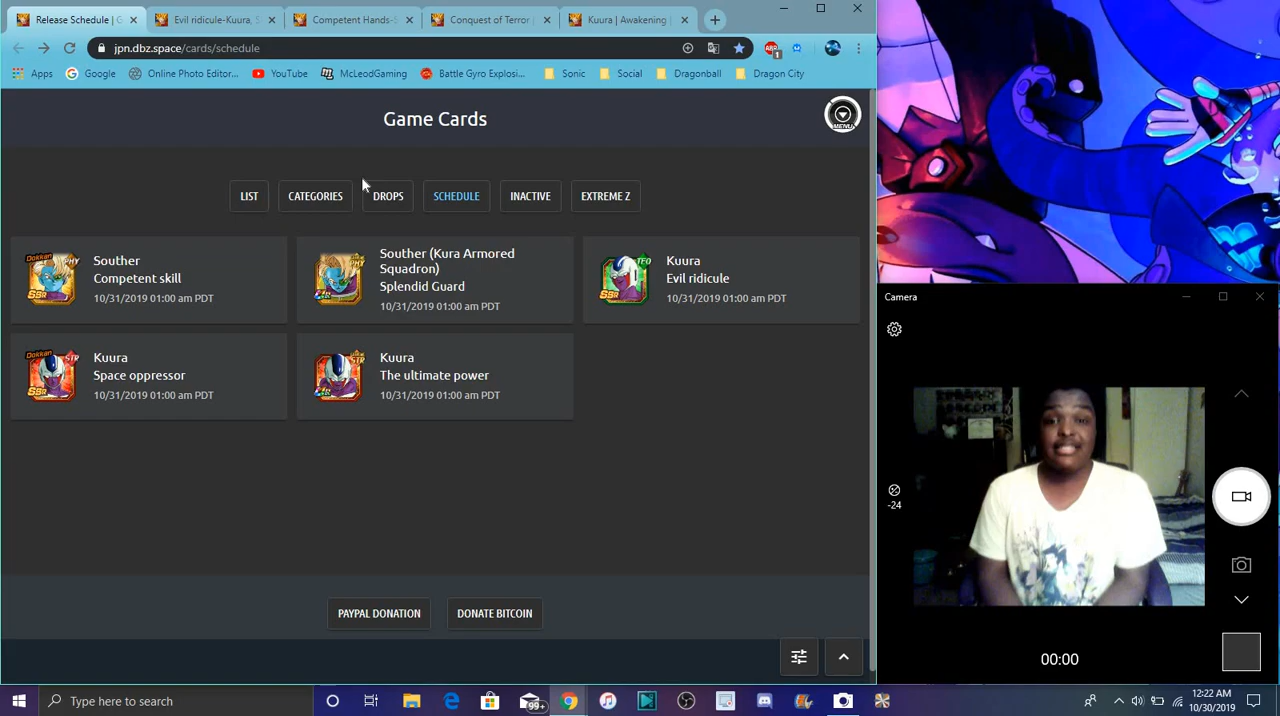 Release Schedule | G
Evil ridicule-Kuura, S
Competent Hands-S
Conquest of Terror |
Kuura | Awakening |
jpn.dbz.space/cards/schedule
Apps
Google
Online Photo Editor...
YouTube
McLeodGaming
Battle Gyro Explosi...
Sonic
Social
Dragonball
Dragon City
Game Cards
MENU
LIST
CATEGORIES
DROPS
SCHEDULE
INACTIVE
EXTREME Z
Souther
Competent skill
10/31/2019 01:00 am PDT
Souther (Kura Armored
Squadron)
Splendid Guard
10/31/2019 01:00 am PDT
Kuura
Evil ridicule
10/31/2019 01:00 am PDT
Kuura
Space oppressor
10/31/2019 01:00 am PDT
Kuura
The ultimate power
10/31/2019 01:00 am PDT
PAYPAL DONATION
DONATE BITCOIN
Camera
-24
00:00
Type here to search
99+
12:22 AM
10/30/2019